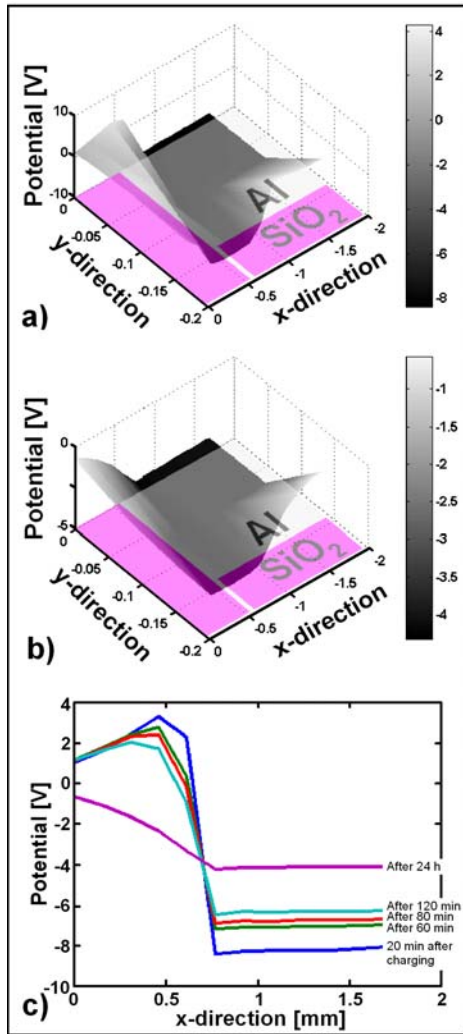 Potential [V]
10
0
-10
0
-0.05
-0.1
-0.15
-0.2
y-direction
0
-0.5
-1
-1.5
-2
x-direction
Al
SiO2
4
2
0
-2
-4
-6
-8
a)
Potential [V]
0
-5
0
-0.05
-0.1
-0.15
-0.2
y-direction
0
-0.5
-1
-1.5
-2
x-direction
Al
SiO2
-1
-1.5
-2
-2.5
-3
-3.5
-4
b)
Potential [V]
4
2
0
-2
-4
-6
-8
-10
0
0.5
1
1.5
2
x-direction [mm]
After 24 h
After 120 min
After 80 min
After 60 min
20 min after
charging
c)